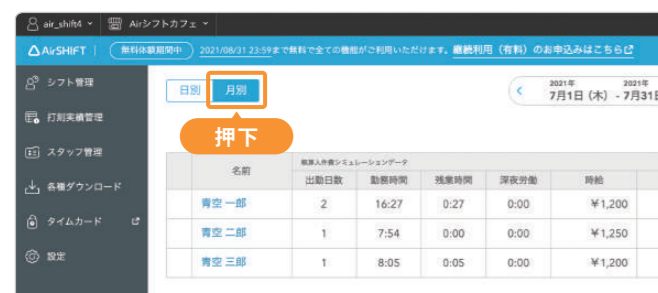 air_shift4 Airシフトカフェ
AirSHIFT 無料体験期間中 2021/08/31 23:59まで無料で全ての機能がご利用いただけます。継続利用（有料）のお申込みはこちら
シフト管理
打刻実績管理
スタッフ管理
各種ダウンロード
タイムカード
設定
日別 月別
2021年 2021年
7月1日（木） - 7月31日
押下
名前 概算人件費シミュレーションデータ
出勤日数 勤務時間 残業時間 深夜労働 時給
青空 一郎 2 16:27 0:27 0:00 ￥1,200
青空 二郎 1 7:54 0:00 0:00 ￥1,250
青空 三郎 1 8:05 0:05 0:00 ￥1,200